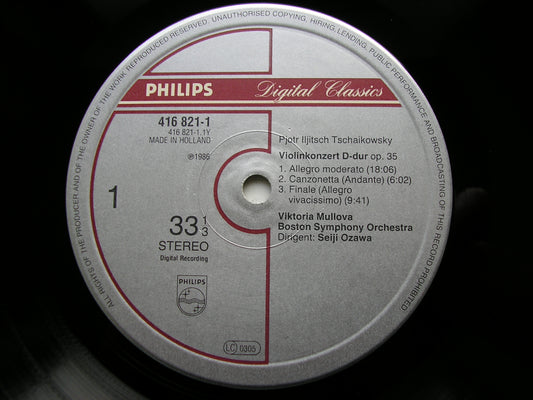 ALL RIGHTS OF THE PRODUCER AND OF THE OWNER OF THE WORK REPRODUCED RESERVED. UNAUTHORISED COPYING, HIRING, LENDING, PUBLIC PERFORMANCE AND BROADCASTING OF THIS RECORD PROHIBITED
PHILIPS Digital Classics
416 821-1
416 821-1.1Y
MADE IN HOLLAND
℗1986
Pjotr Iljitsch Tschaikowsky
Violinkonzert D-dur op. 35
1. Allegro moderato (18:06)
2. Canzonetta (Andante) (6:02)
3. Finale (Allegro
vivacissimo) (9:41)
1
33 1/3
STEREO
Digital Recording
Viktoria Mullova
Boston Symphony Orchestra
Dirigent: Seiji Ozawa
PHILIPS
LC 0305